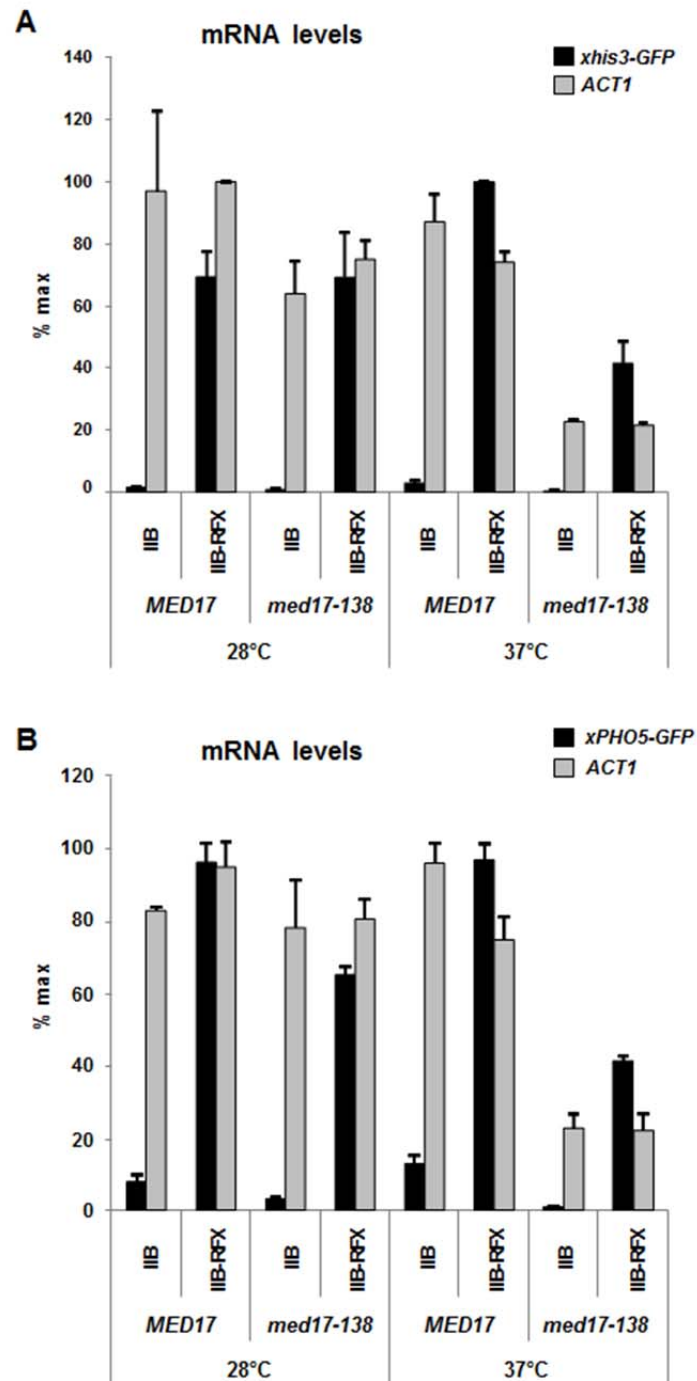 A
mRNA levels
xhis3-GFP
ACT1
140
120
100
80
60
40
20
0
% max
IIB
IIB-RFX
IIB
IIB-RFX
IIB
IIB-RFX
IIB
IIB-RFX
MED17
med17-138
MED17
med17-138
28°C
37°C
B
mRNA levels
xPHO5-GFP
ACT1
120
100
80
60
40
20
0
% max
IIB
IIB-RFX
IIB
IIB-RFX
IIB
IIB-RFX
IIB
IIB-RFX
MED17
med17-138
MED17
med17-138
28°C
37°C